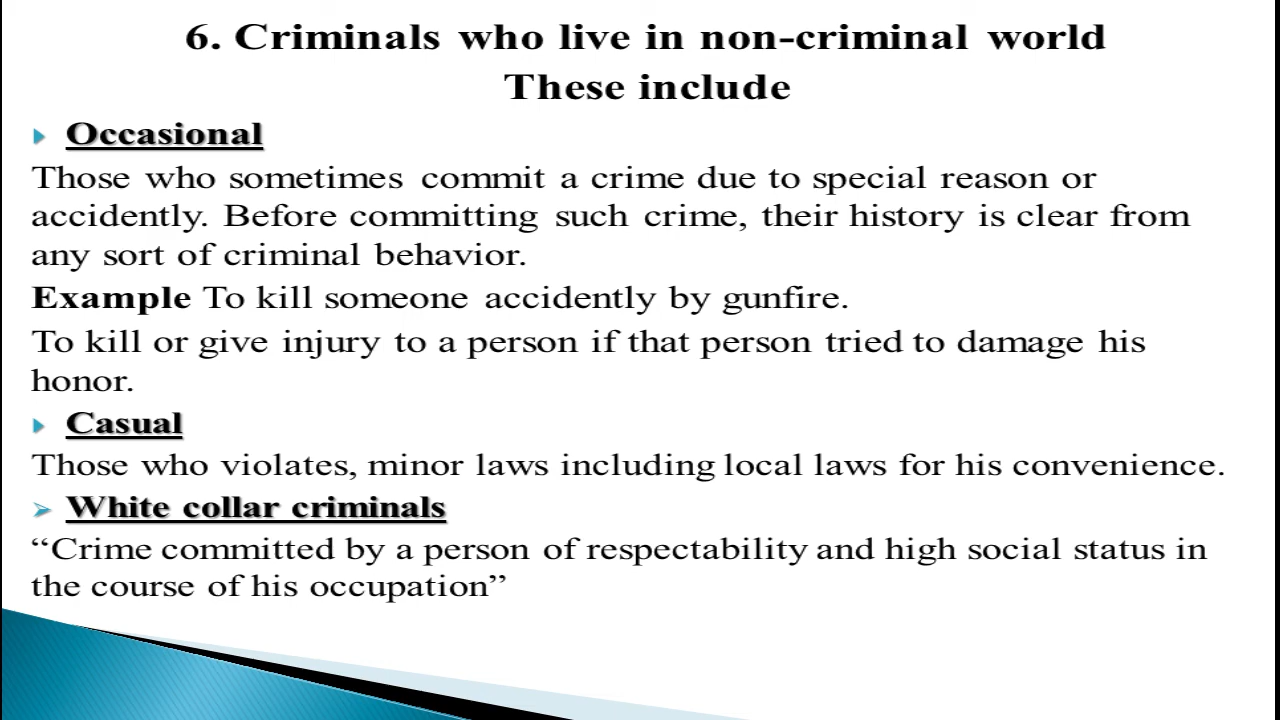 6. Criminals who live in non-criminal world
These include
Occasional
Those who sometimes commit a crime due to special reason or
accidently. Before committing such crime, their history is clear from
any sort of criminal behavior.
Example To kill someone accidently by gunfire.
To kill or give injury to a person if that person tried to damage his
honor.
Casual
Those who violates, minor laws including local laws for his convenience.
White collar criminals
“Crime committed by a person of respectability and high social status in
the course of his occupation”